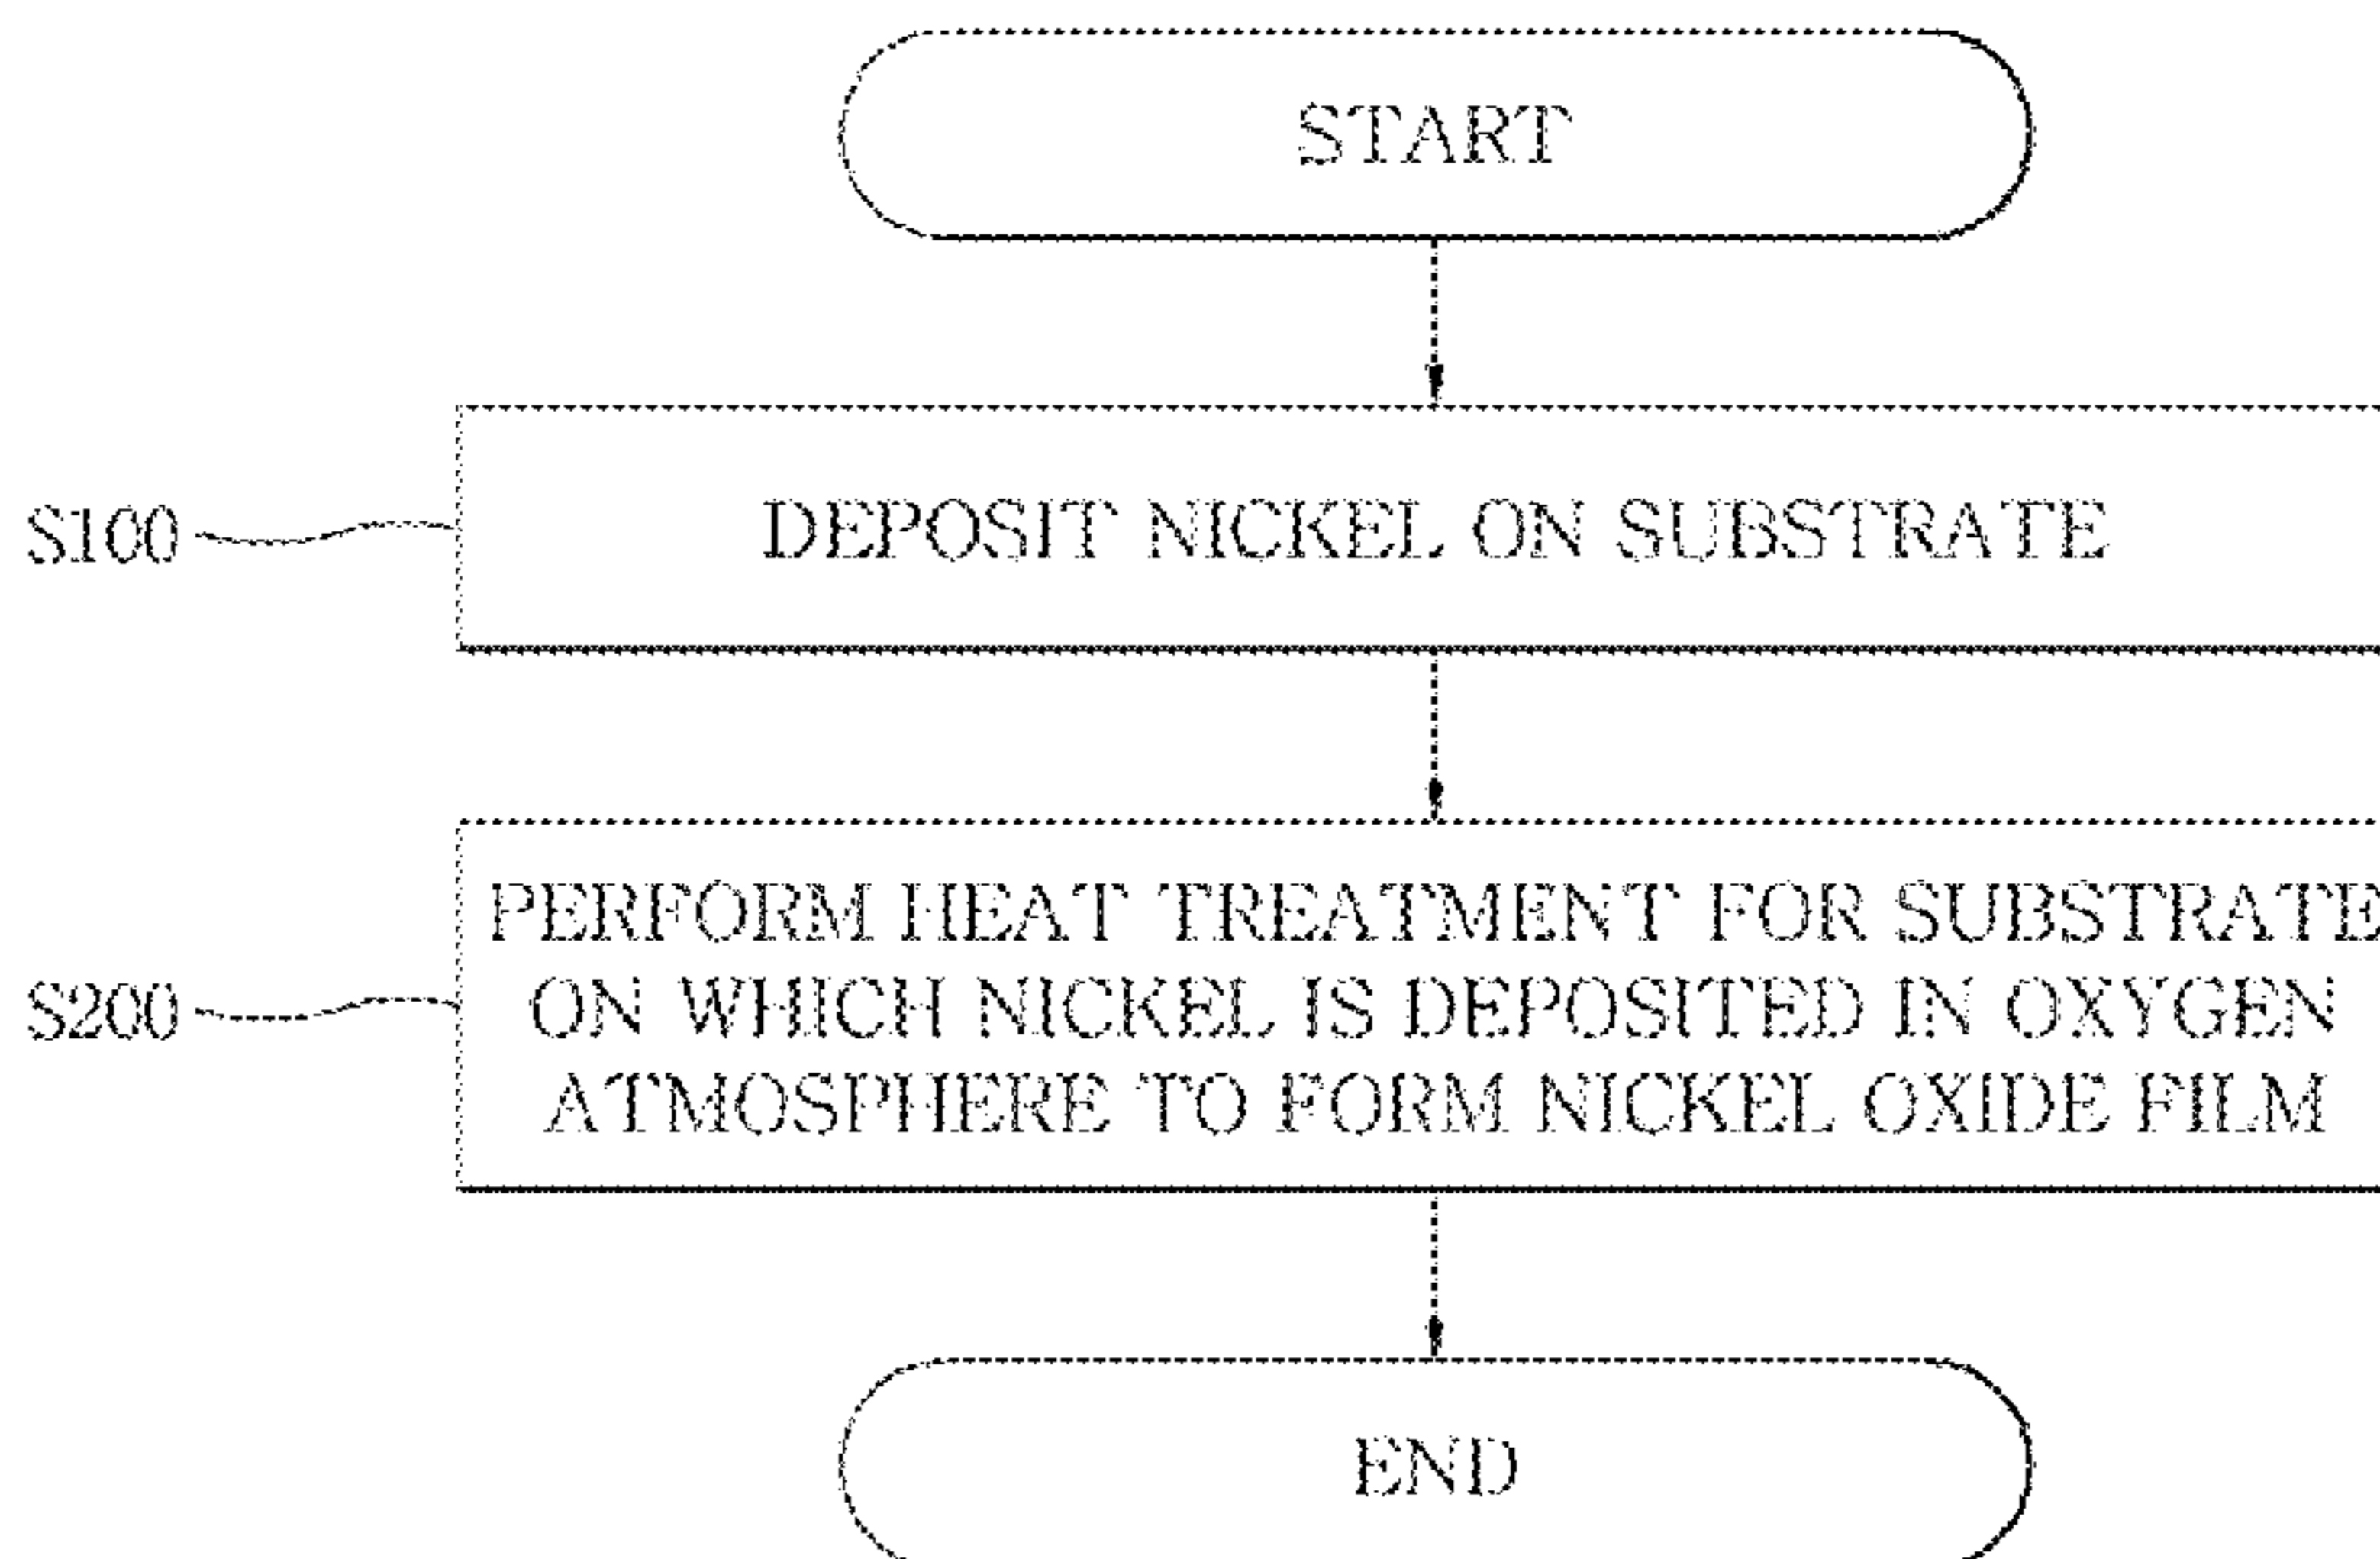 START
S100
DEPOSIT NICKEL ON SUBSTRATE
S200
PERFORM HEAT TREATMENT FOR SUBSTRATE
ON WHICH NICKEL IS DEPOSITED IN OXYGEN
ATMOSPHERE TO FORM NICKEL OXIDE FILM
END